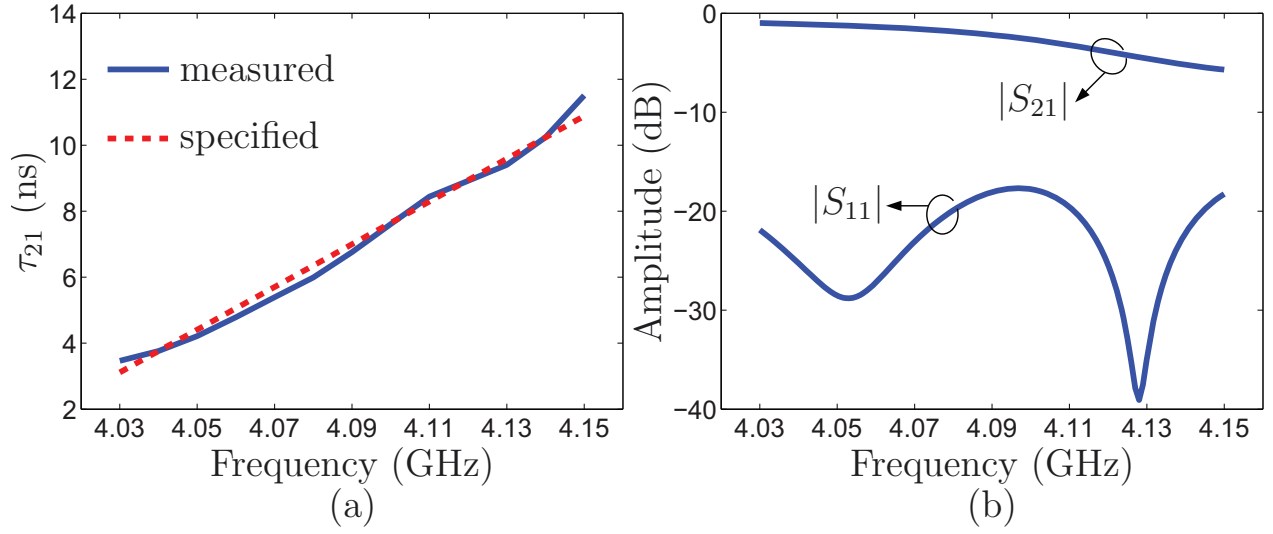 14
12
10
8
6
4
2
τ21 (ns)
measured
specified
4.03 4.05 4.07 4.09 4.11 4.13 4.15
Frequency (GHz)
(a)
0
−10
−20
−30
−40
Amplitude (dB)
|S21|
|S11|
4.03 4.05 4.07 4.09 4.11 4.13 4.15
Frequency (GHz)
(b)